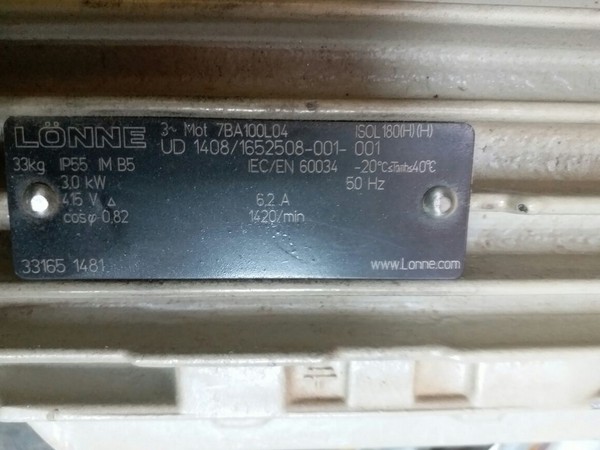 LÖNNE 3~ Mot 7BA100L04 ISOL180(H)(H)
UD 1408/1652508-001-001
33kg IP55 IM B5 IEC/EN 60034 -20°C≤Tamb≤40°C
3.0 kW 50 Hz
415 V △ 6.2 A
cosφ 0.82 1420/min
33165 1481 www.Lonne.com